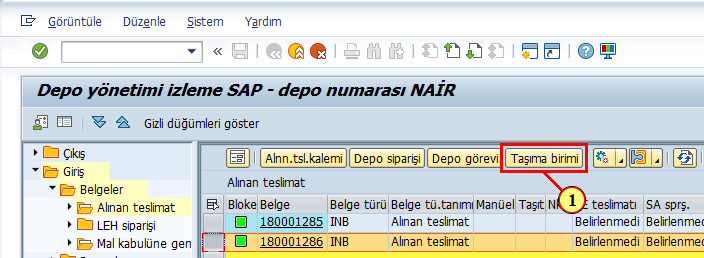 Görüntüle Düzenle Sistem Yardım
Depo yönetimi izleme SAP - depo numarası NAİR
Gizli düğümleri göster
Çıkış
Giriş
Belgeler
Alınan teslimat
LEH siparişi
Mal kabulüne gen
Alnn.tsl.kalemi Depo siparişi Depo görevi Taşıma birimi
1
Alınan teslimat
Bloke Belge Belge türü Belge tü.tanımı Manüel Taşıt teslimatı SA sprş.
180001285 INB Alınan teslimat Belirlenmedi Belirlenmedi
180001286 INB Alınan teslimat Belirlenmedi Belirlenmedi